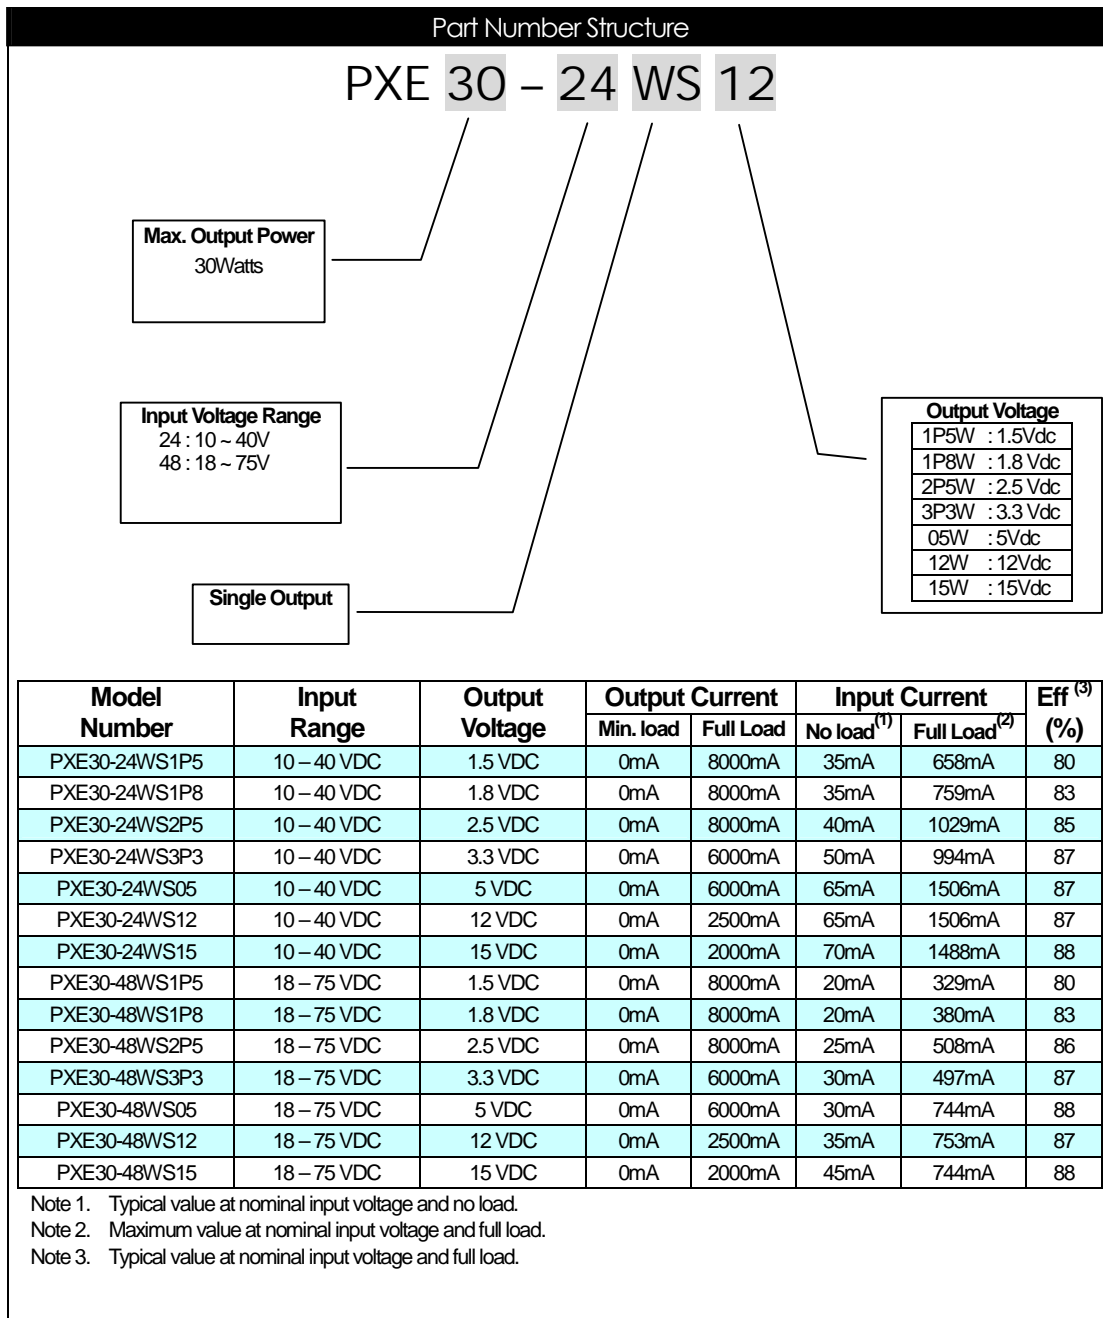 Part Number Structure
PXE 30 – 24 WS 12
Max. Output Power
30Watts
Input Voltage Range
24 : 10 ~ 40V
48 : 18 ~ 75V
Single Output
Output Voltage
1P5W : 1.5Vdc
1P8W : 1.8 Vdc
2P5W : 2.5 Vdc
3P3W : 3.3 Vdc
05W : 5Vdc
12W : 12Vdc
15W : 15Vdc
Model Number Input Range Output Voltage Output Current Input Current Eff (3) (%)
Min. load Full Load No load(1) Full Load(2)
PXE30-24WS1P5 10 – 40 VDC 1.5 VDC 0mA 8000mA 35mA 658mA 80
PXE30-24WS1P8 10 – 40 VDC 1.8 VDC 0mA 8000mA 35mA 759mA 83
PXE30-24WS2P5 10 – 40 VDC 2.5 VDC 0mA 8000mA 40mA 1029mA 85
PXE30-24WS3P3 10 – 40 VDC 3.3 VDC 0mA 6000mA 50mA 994mA 87
PXE30-24WS05 10 – 40 VDC 5 VDC 0mA 6000mA 65mA 1506mA 87
PXE30-24WS12 10 – 40 VDC 12 VDC 0mA 2500mA 65mA 1506mA 87
PXE30-24WS15 10 – 40 VDC 15 VDC 0mA 2000mA 70mA 1488mA 88
PXE30-48WS1P5 18 – 75 VDC 1.5 VDC 0mA 8000mA 20mA 329mA 80
PXE30-48WS1P8 18 – 75 VDC 1.8 VDC 0mA 8000mA 20mA 380mA 83
PXE30-48WS2P5 18 – 75 VDC 2.5 VDC 0mA 8000mA 25mA 508mA 86
PXE30-48WS3P3 18 – 75 VDC 3.3 VDC 0mA 6000mA 30mA 497mA 87
PXE30-48WS05 18 – 75 VDC 5 VDC 0mA 6000mA 30mA 744mA 88
PXE30-48WS12 18 – 75 VDC 12 VDC 0mA 2500mA 35mA 753mA 87
PXE30-48WS15 18 – 75 VDC 15 VDC 0mA 2000mA 45mA 744mA 88
Note 1. Typical value at nominal input voltage and no load.
Note 2. Maximum value at nominal input voltage and full load.
Note 3. Typical value at nominal input voltage and full load.